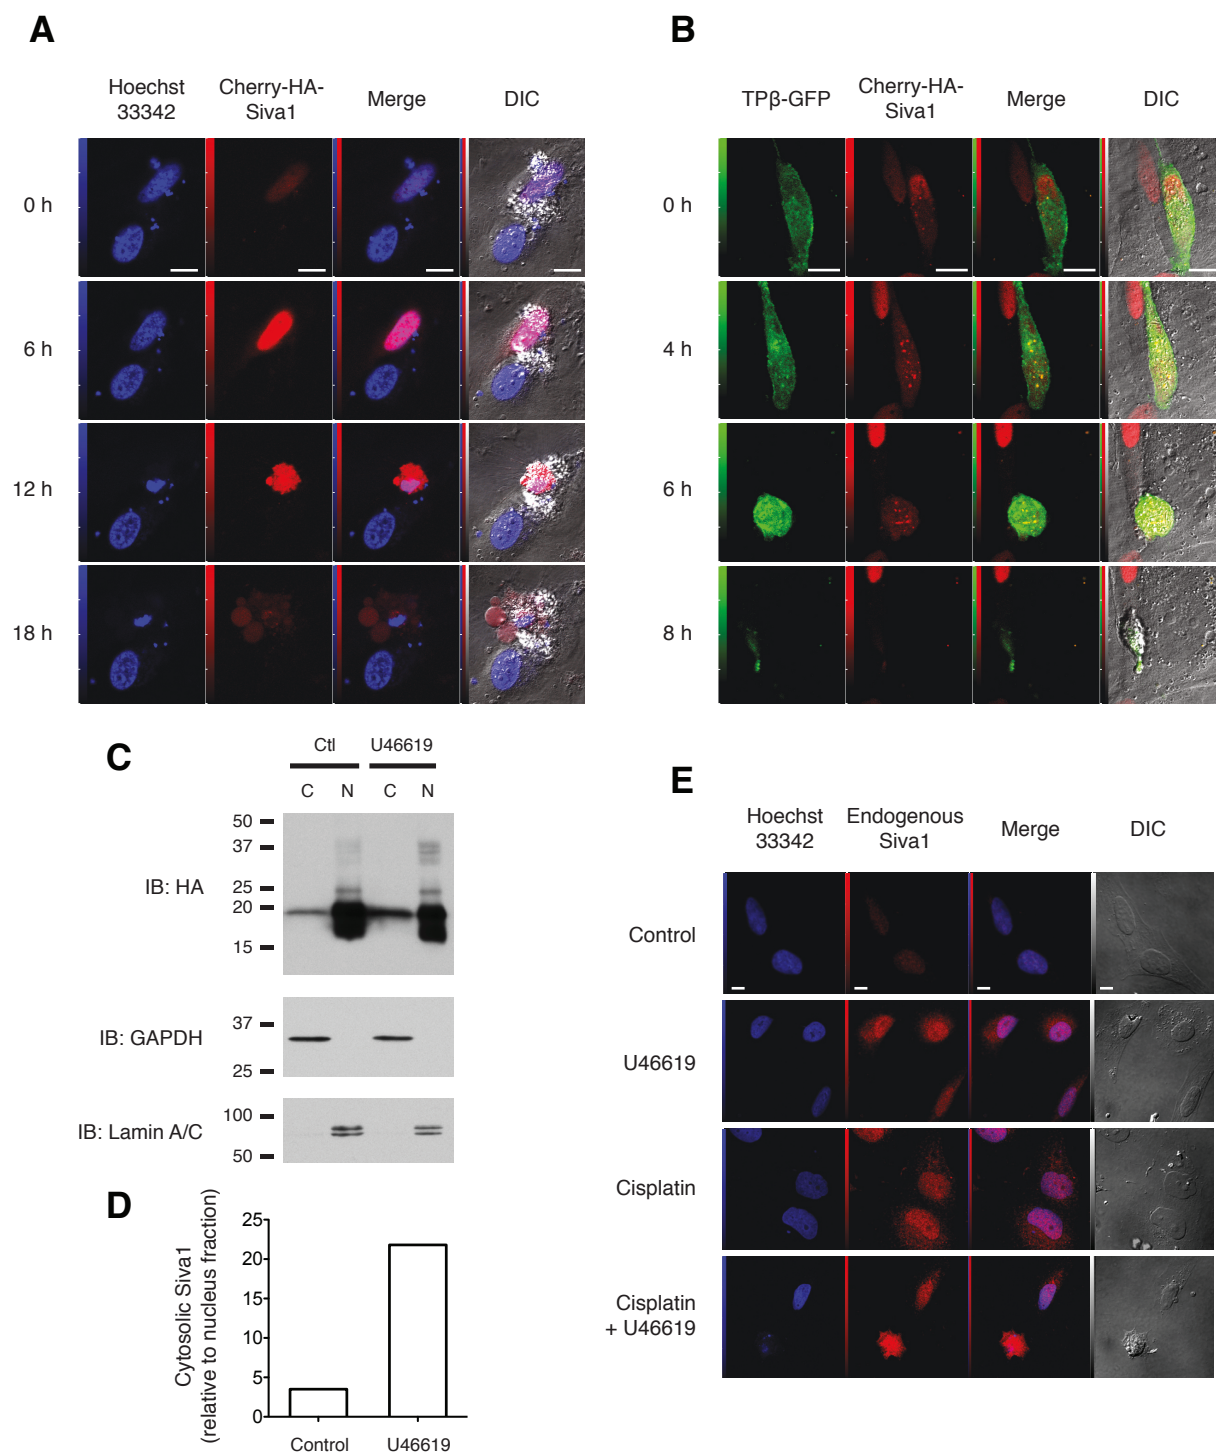 A
Hoechst
33342
Cherry-HA-
Siva1
Merge
DIC
0 h
6 h
12 h
18 h
B
TPβ-GFP
Cherry-HA-
Siva1
Merge
DIC
0 h
4 h
6 h
8 h
C
Ctl
U46619
C
N
C
N
50
37
25
20
15
IB: HA
37
25
IB: GAPDH
100
50
IB: Lamin A/C
D
Cytosolic Siva1
(relative to nucleus fraction)
25
20
15
10
5
0
Control
U46619
E
Hoechst
33342
Endogenous
Siva1
Merge
DIC
Control
U46619
Cisplatin
Cisplatin
+ U46619